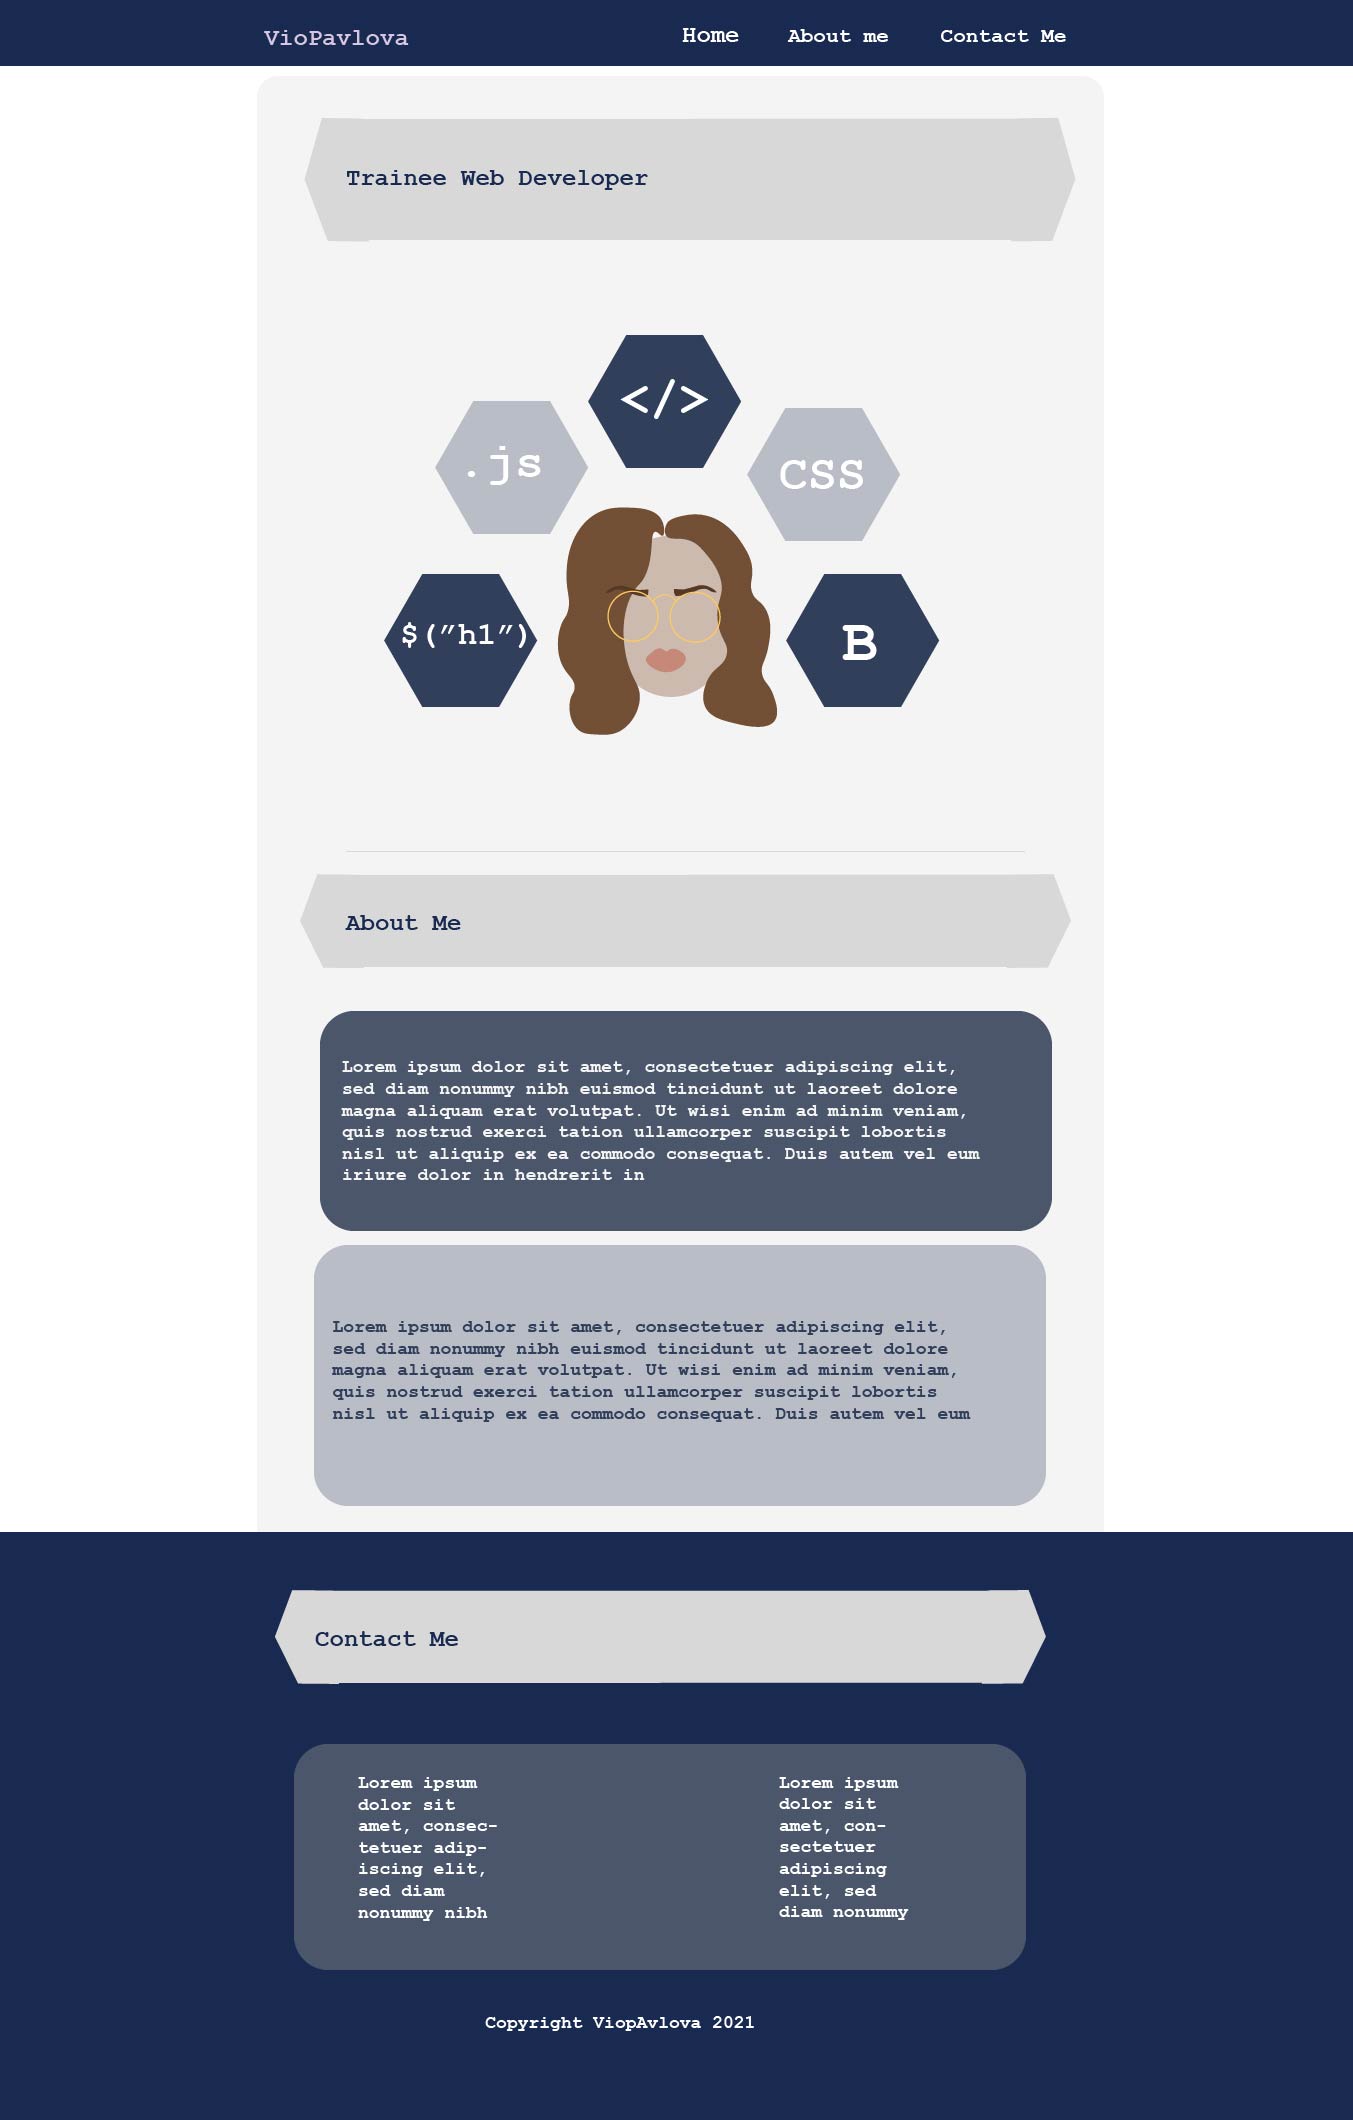 VioPavlova
Home About me Contact Me
Trainee Web Developer
</>
.js
CSS
$("h1")
B
About Me
Lorem ipsum dolor sit amet, consectetuer adipiscing elit,
sed diam nonummy nibh euismod tincidunt ut laoreet dolore
magna aliquam erat volutpat. Ut wisi enim ad minim veniam,
quis nostrud exerci tation ullamcorper suscipit lobortis
nisl ut aliquip ex ea commodo consequat. Duis autem vel eum
iriure dolor in hendrerit in
Lorem ipsum dolor sit amet, consectetuer adipiscing elit,
sed diam nonummy nibh euismod tincidunt ut laoreet dolore
magna aliquam erat volutpat. Ut wisi enim ad minim veniam,
quis nostrud exerci tation ullamcorper suscipit lobortis
nisl ut aliquip ex ea commodo consequat. Duis autem vel eum
Contact Me
Lorem ipsum
dolor sit
amet, consec-
tetuer adip-
iscing elit,
sed diam
nonummy nibh
Lorem ipsum
dolor sit
amet, con-
sectetuer
adipiscing
elit, sed
diam nonummy
Copyright ViopAvlova 2021